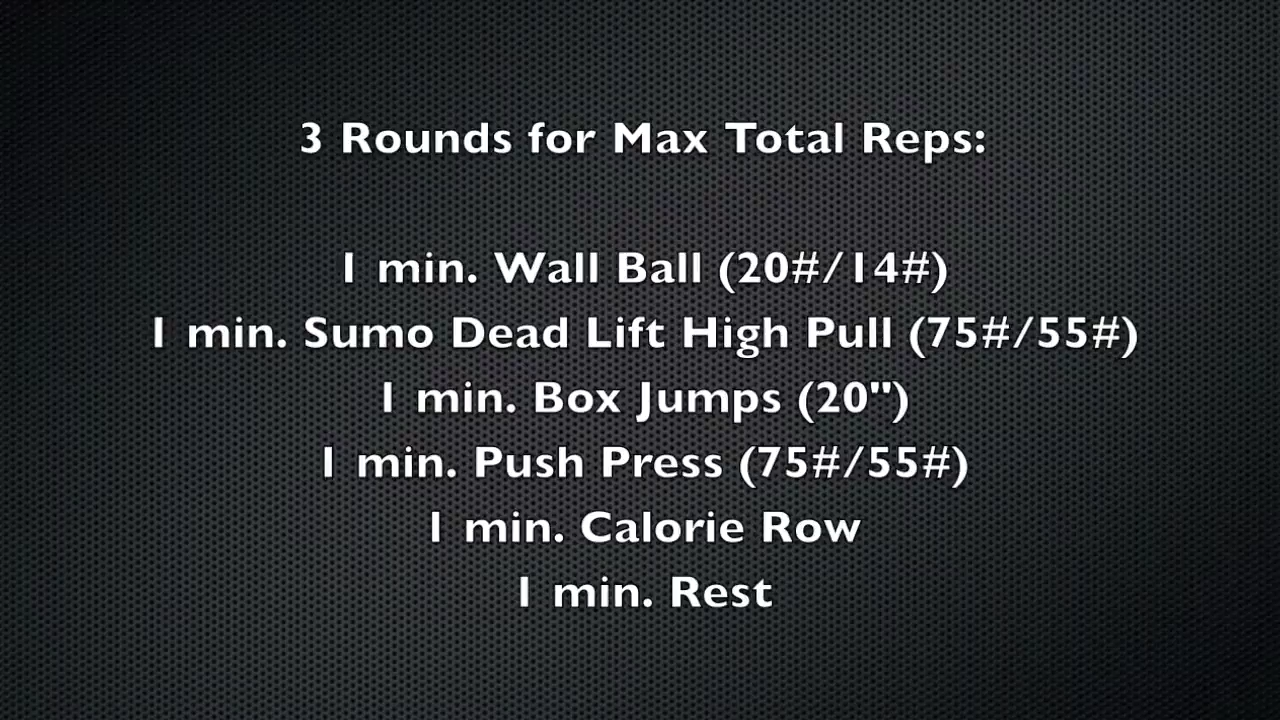 3 Rounds for Max Total Reps:
1 min. Wall Ball (20#/14#)
1 min. Sumo Dead Lift High Pull (75#/55#)
1 min. Box Jumps (20")
1 min. Push Press (75#/55#)
1 min. Calorie Row
1 min. Rest